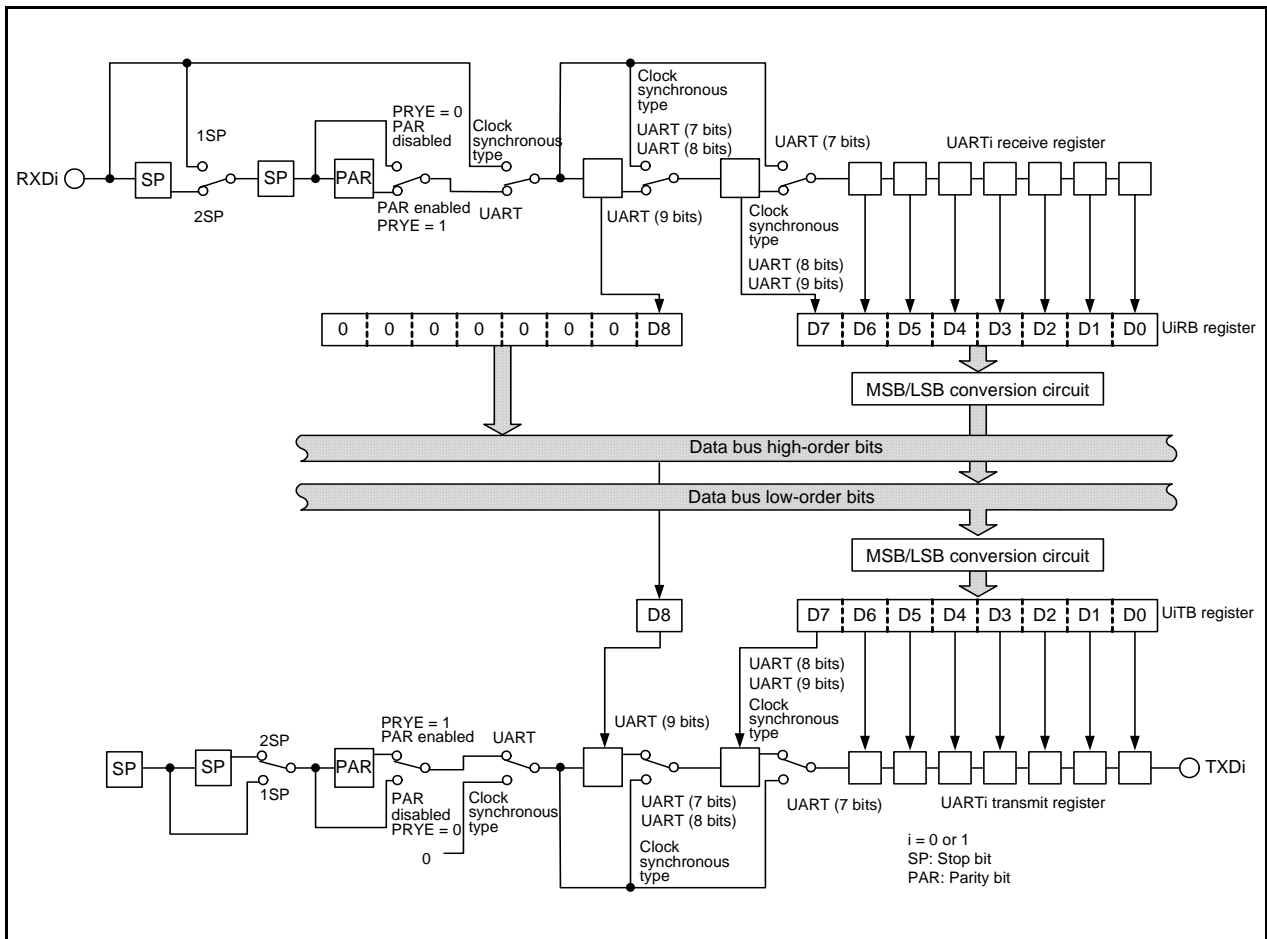 1SP
PRYE = 0
PAR
disabled
Clock
synchronous
type
Clock
synchronous
type
UART (7 bits)
UART (8 bits)
UART (7 bits)
UARTi receive register
RXDi
SP
SP
PAR
2SP
PAR enabled
PRYE = 1
UART
UART (9 bits)
Clock
synchronous
type
UART (8 bits)
UART (9 bits)
0 0 0 0 0 0 0 D8
D7 D6 D5 D4 D3 D2 D1 D0
UiRB register
MSB/LSB conversion circuit
Data bus high-order bits
Data bus low-order bits
MSB/LSB conversion circuit
D8
D7 D6 D5 D4 D3 D2 D1 D0
UiTB register
UART (8 bits)
UART (9 bits)
Clock
synchronous
type
2SP
PRYE = 1
PAR enabled
UART
UART (9 bits)
SP
SP
PAR
TXDi
1SP
PAR
disabled
PRYE = 0
0
Clock
synchronous
type
UART (7 bits)
UART (8 bits)
Clock
synchronous
type
UART (7 bits)
UARTi transmit register
i = 0 or 1
SP: Stop bit
PAR: Parity bit